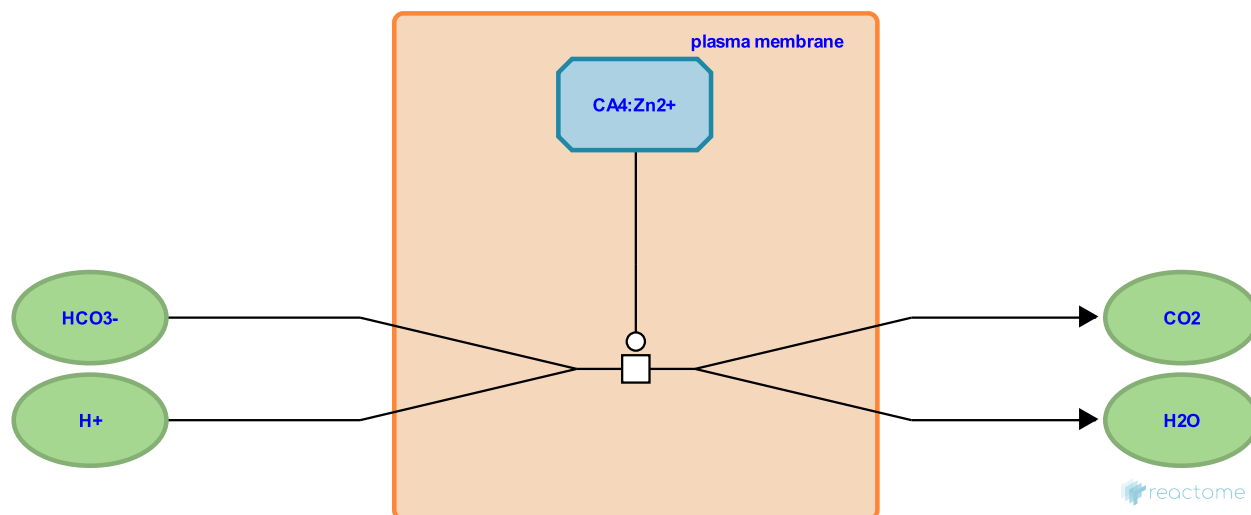 plasma membrane
CA4:Zn2+
HCO3-
CO2
H+
H2O
reactome